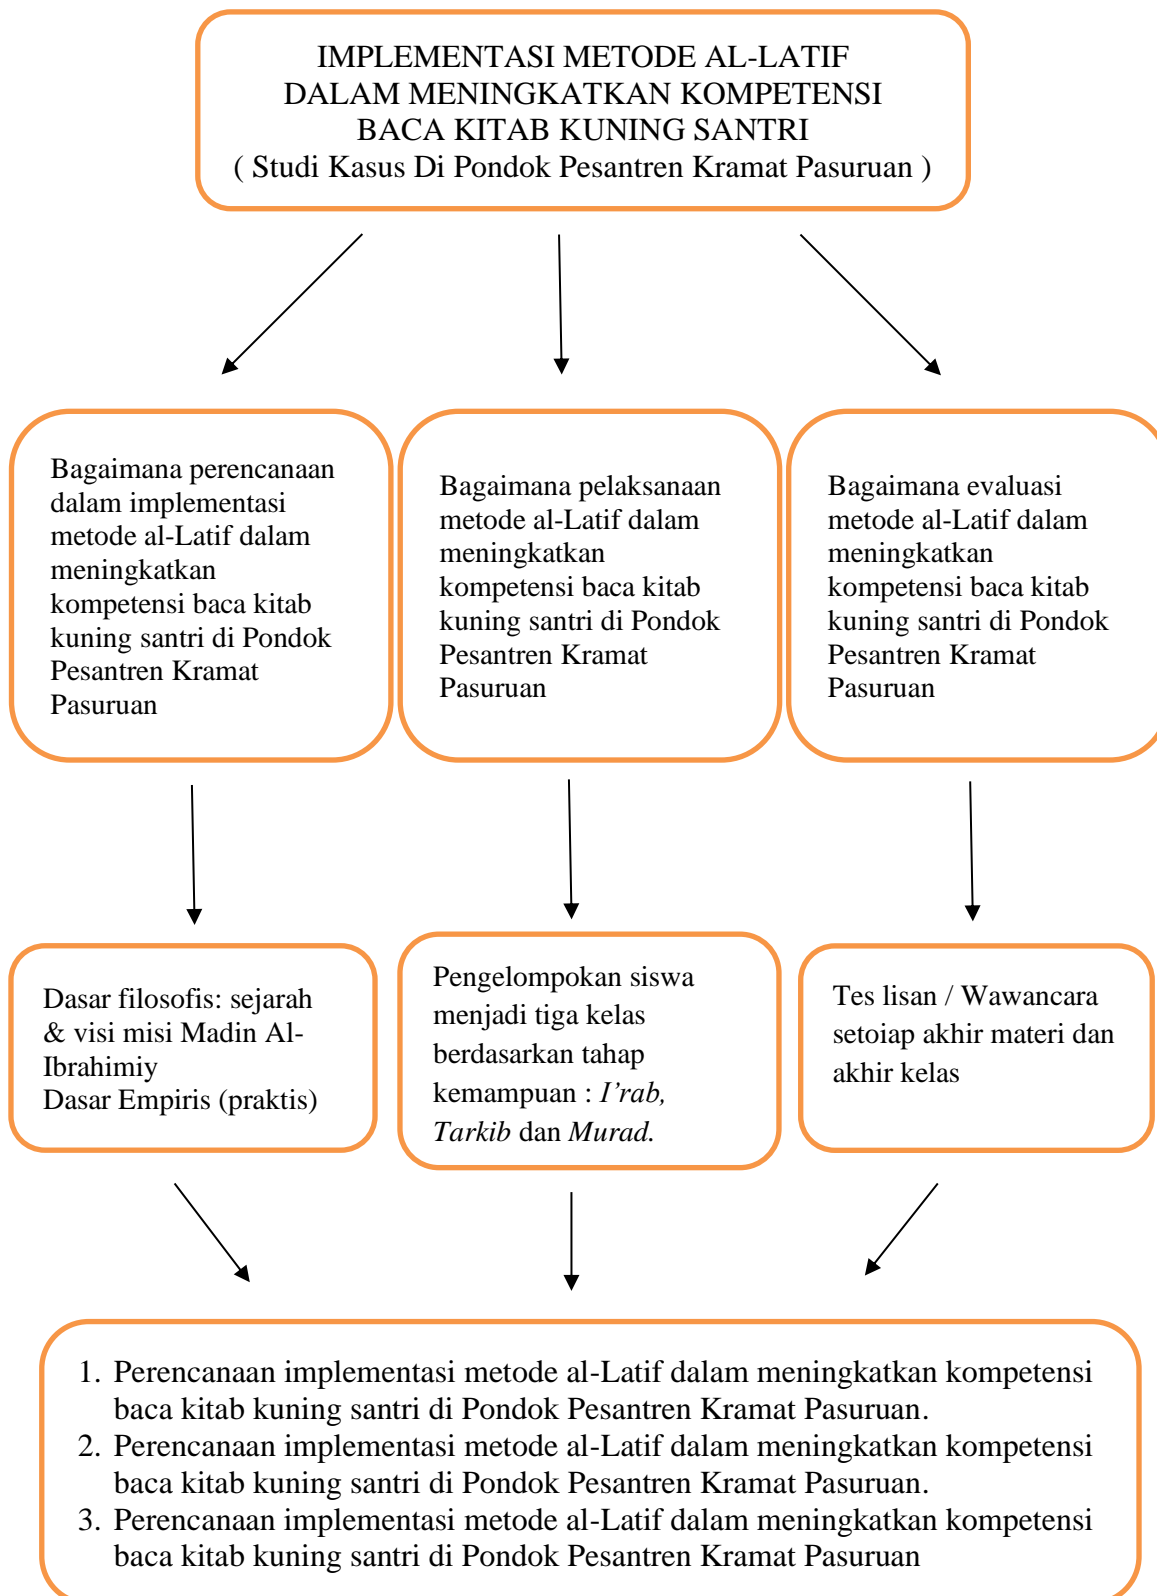 IMPLEMENTASI METODE AL-LATIF
DALAM MENINGKATKAN KOMPETENSI
BACA KITAB KUNING SANTRI
( Studi Kasus Di Pondok Pesantren Kramat Pasuruan )
Bagaimana perencanaan
dalam implementasi
metode al-Latif dalam
meningkatkan
kompetensi baca kitab
kuning santri di Pondok
Pesantren Kramat
Pasuruan
Bagaimana pelaksanaan
metode al-Latif dalam
meningkatkan
kompetensi baca kitab
kuning santri di Pondok
Pesantren Kramat
Pasuruan
Bagaimana evaluasi
metode al-Latif dalam
meningkatkan
kompetensi baca kitab
kuning santri di Pondok
Pesantren Kramat
Pasuruan
Dasar filosofis: sejarah
& visi misi Madin Al-
Ibrahimiy
Dasar Empiris (praktis)
Pengelompokan siswa
menjadi tiga kelas
berdasarkan tahap
kemampuan : I’rab,
Tarkib dan Murad.
Tes lisan / Wawancara
setoiap akhir materi dan
akhir kelas
1. Perencanaan implementasi metode al-Latif dalam meningkatkan kompetensi
baca kitab kuning santri di Pondok Pesantren Kramat Pasuruan.
2. Perencanaan implementasi metode al-Latif dalam meningkatkan kompetensi
baca kitab kuning santri di Pondok Pesantren Kramat Pasuruan.
3. Perencanaan implementasi metode al-Latif dalam meningkatkan kompetensi
baca kitab kuning santri di Pondok Pesantren Kramat Pasuruan